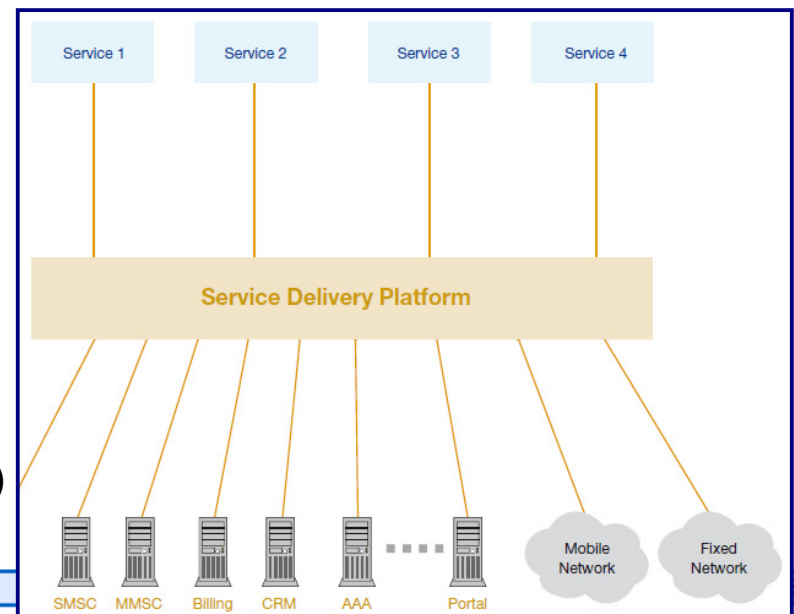 Service 1 Service 2 Service 3 Service 4
Service Delivery Platform
)
Mobile Network Fixed Network
SMSC MMSC Billing CRM AAA Portal